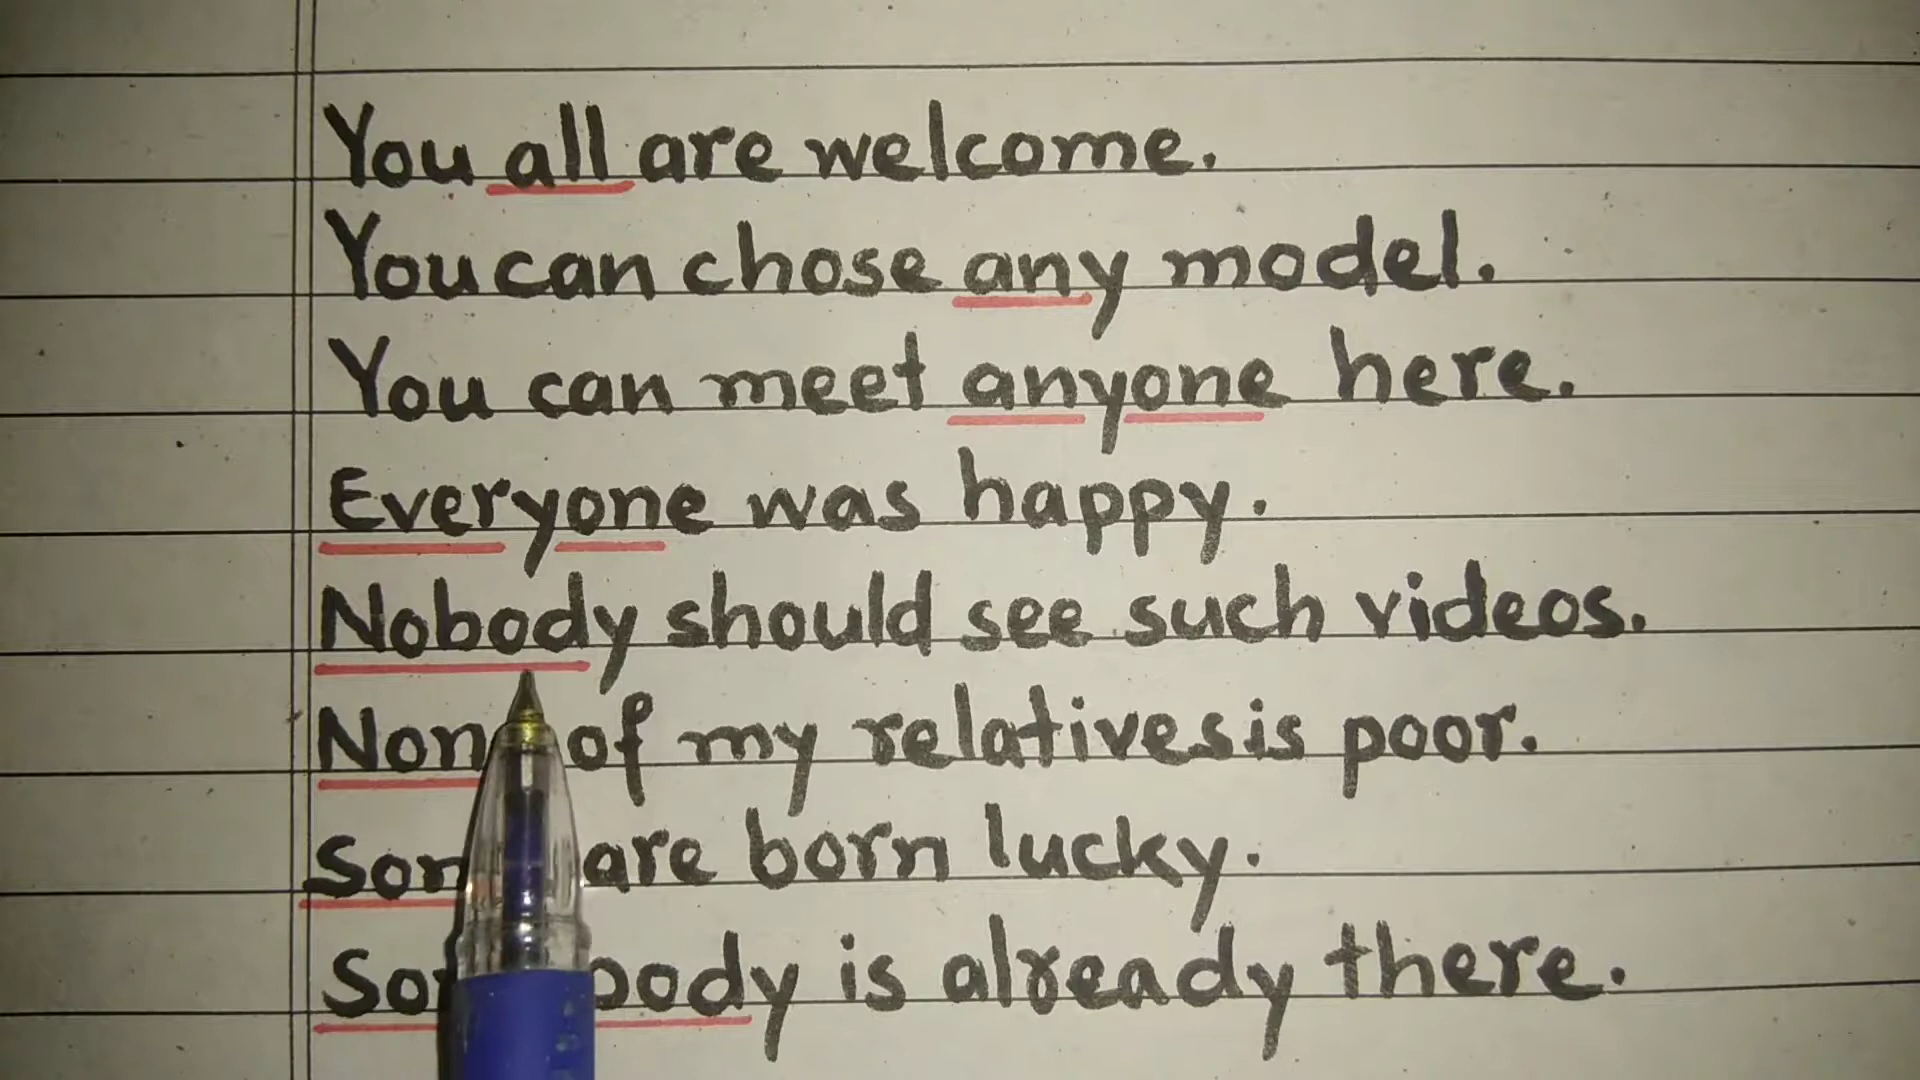 You all are welcome.
You can chose any model.
You can meet anyone here.
Everyone was happy.
Nobody should see such videos.
of my relatives is poor.
are born lucky.
is already there.